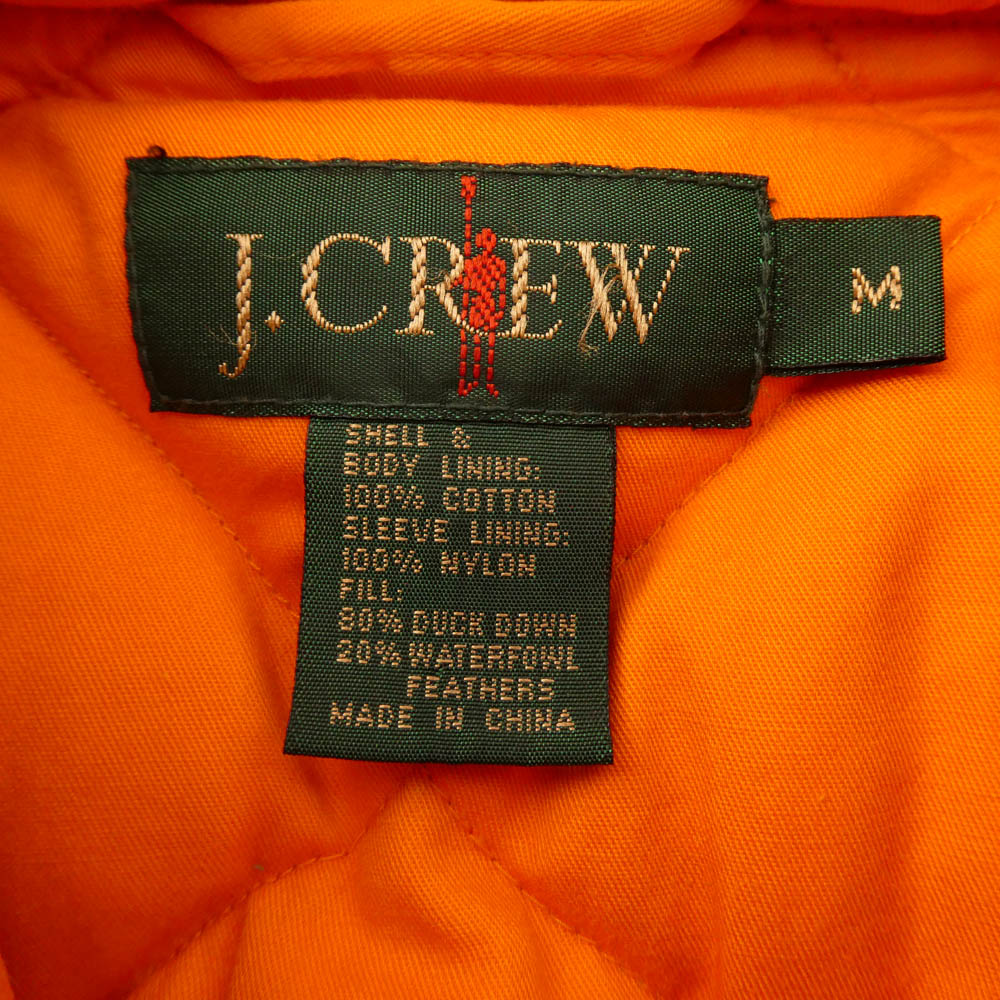 J.CREW
M
SHELL &
BODY LINING:
100% COTTON
SLEEVE LINING:
100% NYLON
FILL:
80% DUCK DOWN
20% WATERFOWL
FEATHERS
MADE IN CHINA